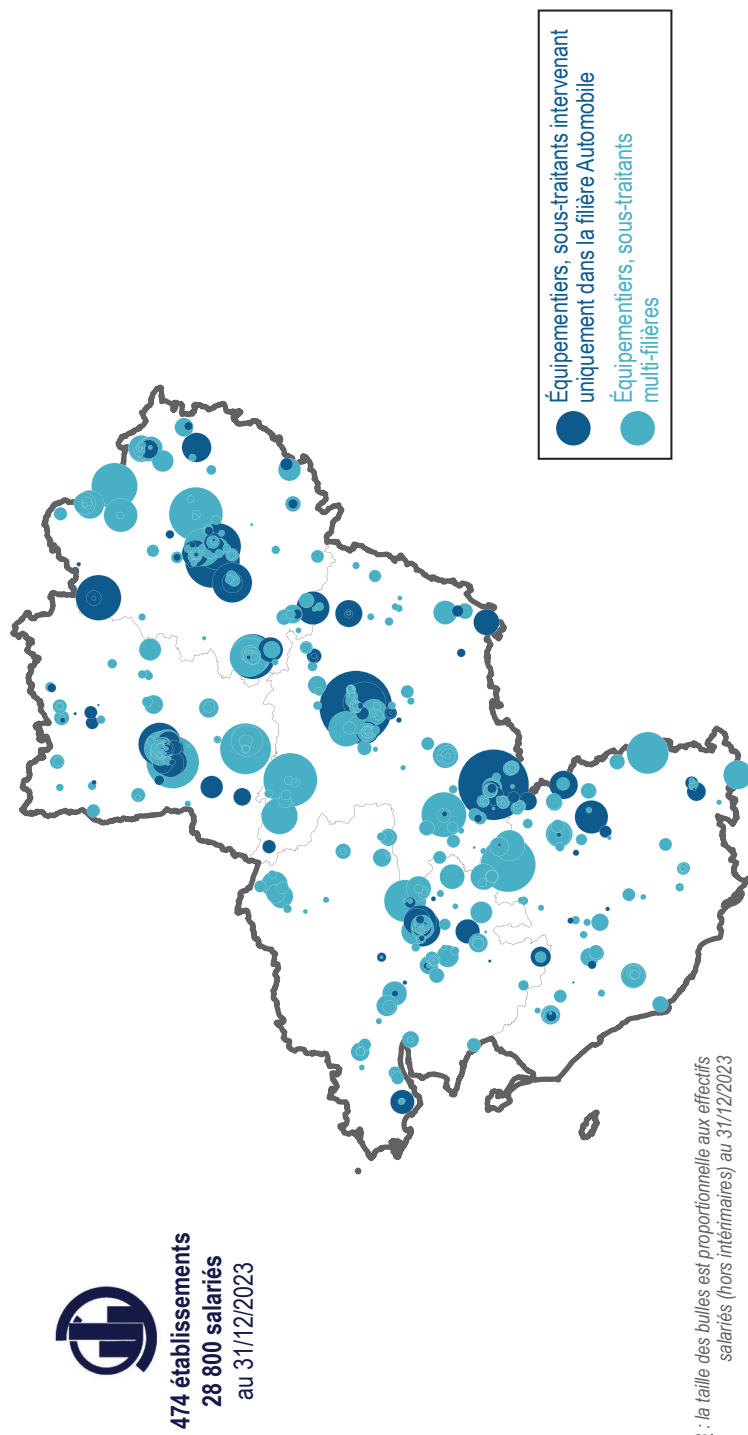 474 établissements
28 800 salariés
au 31/12/2023
Équipementiers, sous-traitants intervenant
uniquement dans la filière Automobile
Équipementiers, sous-traitants
multi-filières
: la taille des bulles est proportionnelle aux effectifs
salariés (hors intérimaires) au 31/12/2023